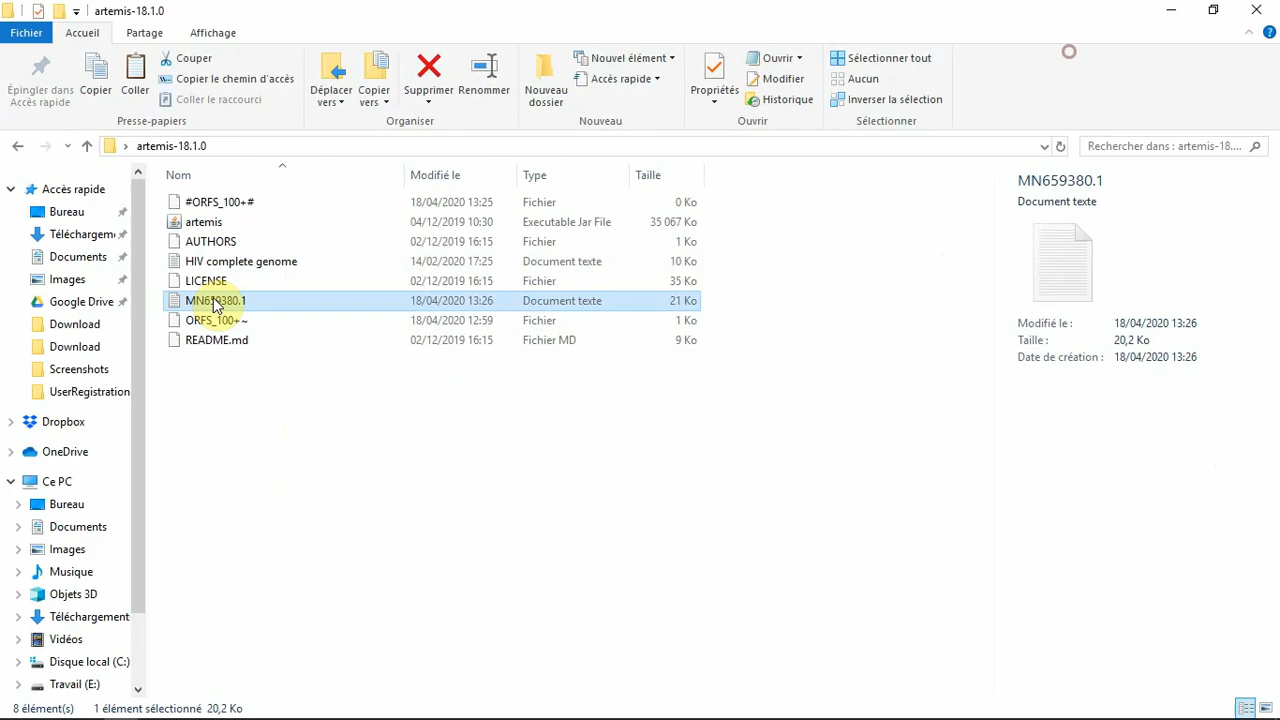 artemis-18.1.0
Fichier Accueil Partage Affichage
Épingler dans Accès rapide
Copier
Coller
Couper
Copier le chemin d'accès
Coller le raccourci
Presse-papiers
Déplacer vers
Copier vers
Supprimer
Renommer
Organiser
Nouveau dossier
Nouvel élément
Accès rapide
Nouveau
Propriétés
Ouvrir
Modifier
Historique
Ouvrir
Sélectionner tout
Aucun
Inverser la sélection
Sélectionner
artemis-18.1.0
Rechercher dans : artemis-18....
Accès rapide
Bureau
Téléchargem
Documents
Images
Google Drive
Download
Download
Screenshots
UserRegistration
Dropbox
OneDrive
Ce PC
Bureau
Documents
Images
Musique
Objets 3D
Téléchargement
Vidéos
Disque local (C:)
Travail (E:)
Nom Modifié le Type Taille
#ORFS_100+# 18/04/2020 13:25 Fichier 0 Ko
artemis 04/12/2019 10:30 Executable Jar File 35 067 Ko
AUTHORS 02/12/2019 16:15 Fichier 1 Ko
HIV complete genome 14/02/2020 17:25 Document texte 10 Ko
LICENSE 02/12/2019 16:15 Fichier 35 Ko
MN659380.1 18/04/2020 13:26 Document texte 21 Ko
ORFS_100+~ 18/04/2020 12:59 Fichier 1 Ko
README.md 02/12/2019 16:15 Fichier MD 9 Ko
MN659380.1
Document texte
Modifié le : 18/04/2020 13:26
Taille : 20,2 Ko
Date de création : 18/04/2020 13:26
8 élément(s) 1 élément sélectionné 20,2 Ko